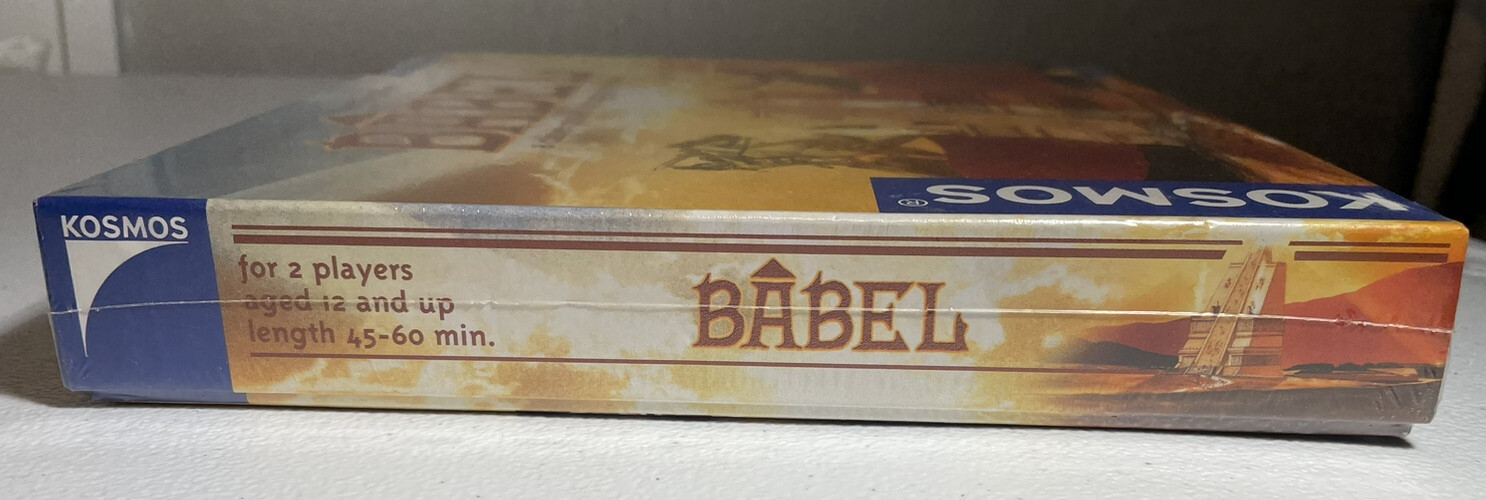 KOSMOS®
KOSMOS
for 2 players
aged 12 and up
length 45-60 min.
BÂBEL